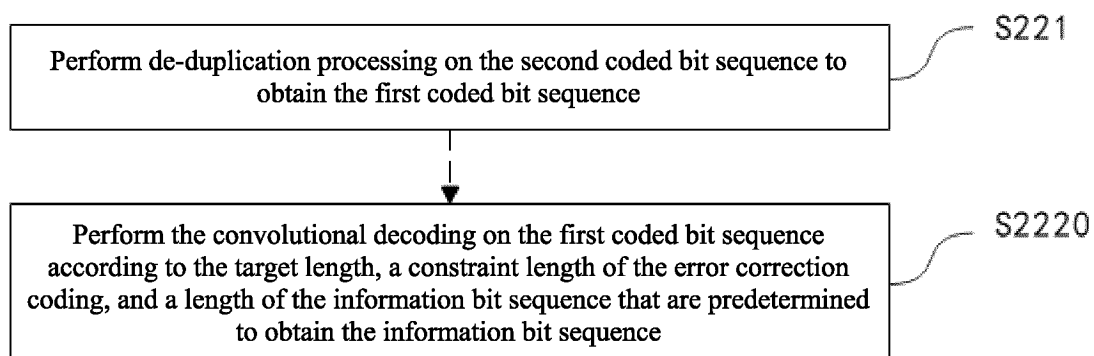 S221
Perform de-duplication processing on the second coded bit sequence to
obtain the first coded bit sequence
S2220
Perform the convolutional decoding on the first coded bit sequence
according to the target length, a constraint length of the error correction
coding, and a length of the information bit sequence that are predetermined
to obtain the information bit sequence